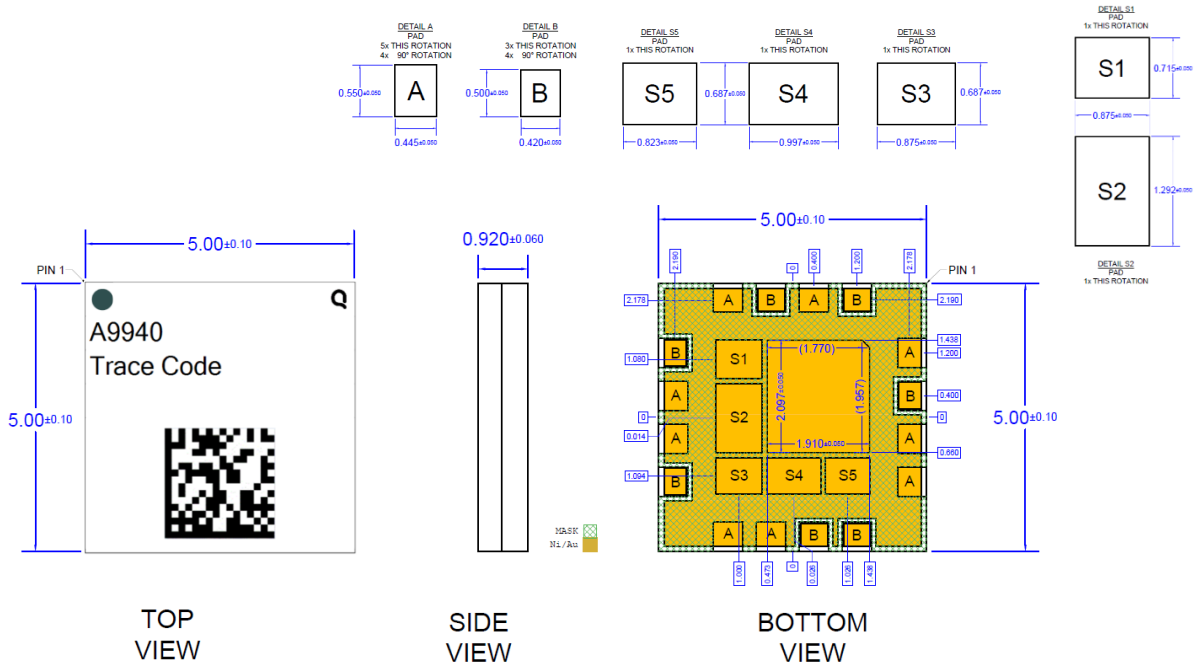 DETAIL A
PAD
5x THIS ROTATION
4x 90° ROTATION
0.550±0.050
A
0.445±0.050
DETAIL B
PAD
3x THIS ROTATION
4x 90° ROTATION
0.500±0.050
B
0.420±0.050
DETAIL S5
PAD
1x THIS ROTATION
S5
0.687±0.050
0.823±0.050
DETAIL S4
PAD
1x THIS ROTATION
S4
0.997±0.050
DETAIL S3
PAD
1x THIS ROTATION
S3
0.687±0.050
0.875±0.050
DETAIL S1
PAD
1x THIS ROTATION
S1
0.715±0.050
0.875±0.050
S2
1.292±0.050
DETAIL S2
PAD
1x THIS ROTATION
5.00±0.10
PIN 1
A9940
Trace Code
5.00±0.10
TOP
VIEW
0.920±0.060
SIDE
VIEW
MASK
Ni/Au
5.00±0.10
PIN 1
2.190
0
0.400
1.200
2.178
2.178
A
B
A
B
2.190
1.438
1.200
B
S1
(1.770)
A
1.080
A
S2
2.097±0.050
(1.957)
B
0.400
0
0
5.00±0.10
0.014
A
1.910±0.050
A
0.660
1.094
B
S3
S4
S5
A
A
A
B
B
1.000
0.473
0
0.026
1.026
1.438
BOTTOM
VIEW